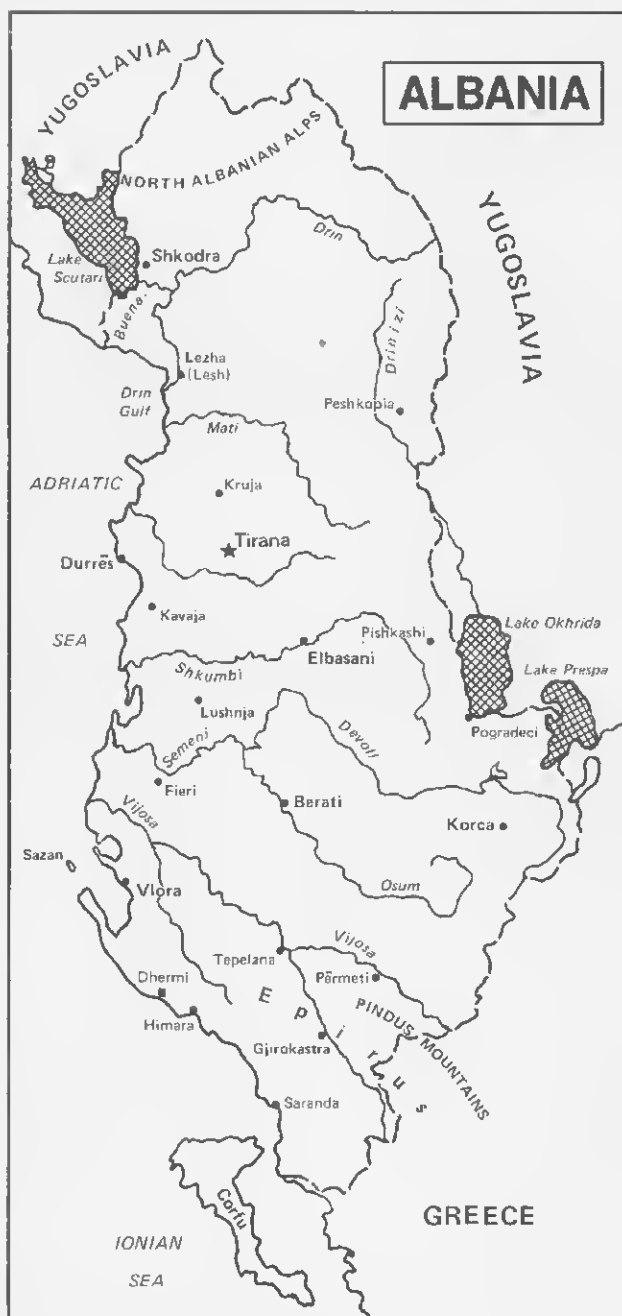 ALBANIA
YUGOSLAVIA
NORTH ALBANIAN ALPS
YUGOSLAVIA
Drin
Lake
Scutari
Shkodra
Buena.
Drinizi
Lezha
(Lesh)
Drin
Gulf
Peshkopia
Mati
ADRIATIC
Kruja
Tirana
Durrës
Kavaja
SEA
Elbasani
Pishkashi
Lake Okhrida
Lake Prespa
Shkumbi
Lushnja
Pogradeci
Semeni
Devoll
Fieri
Berati
Korca
Vijosa
Sazan
Vlora
Osum
Tepelana
Vijosa
Përmeti
Dhermi
Himara
Epirus
PINDUS MOUNTAINS
Gjirokastra
Saranda
Corfu
GREECE
IONIAN
SEA